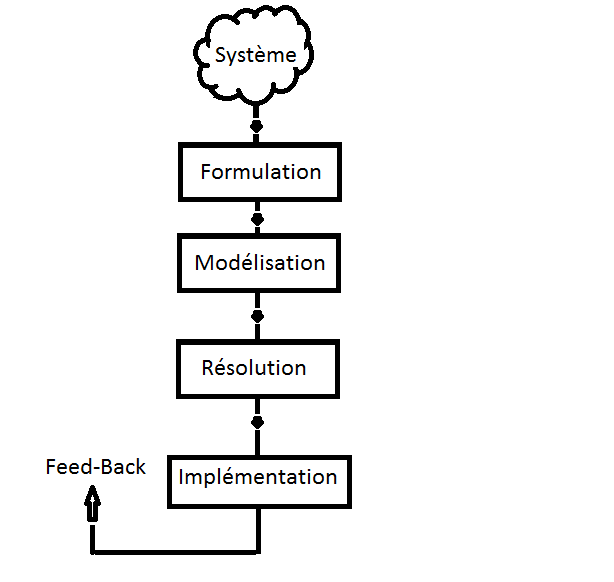 Système
Formulation
Modélisation
Résolution
Feed-Back
Implémentation